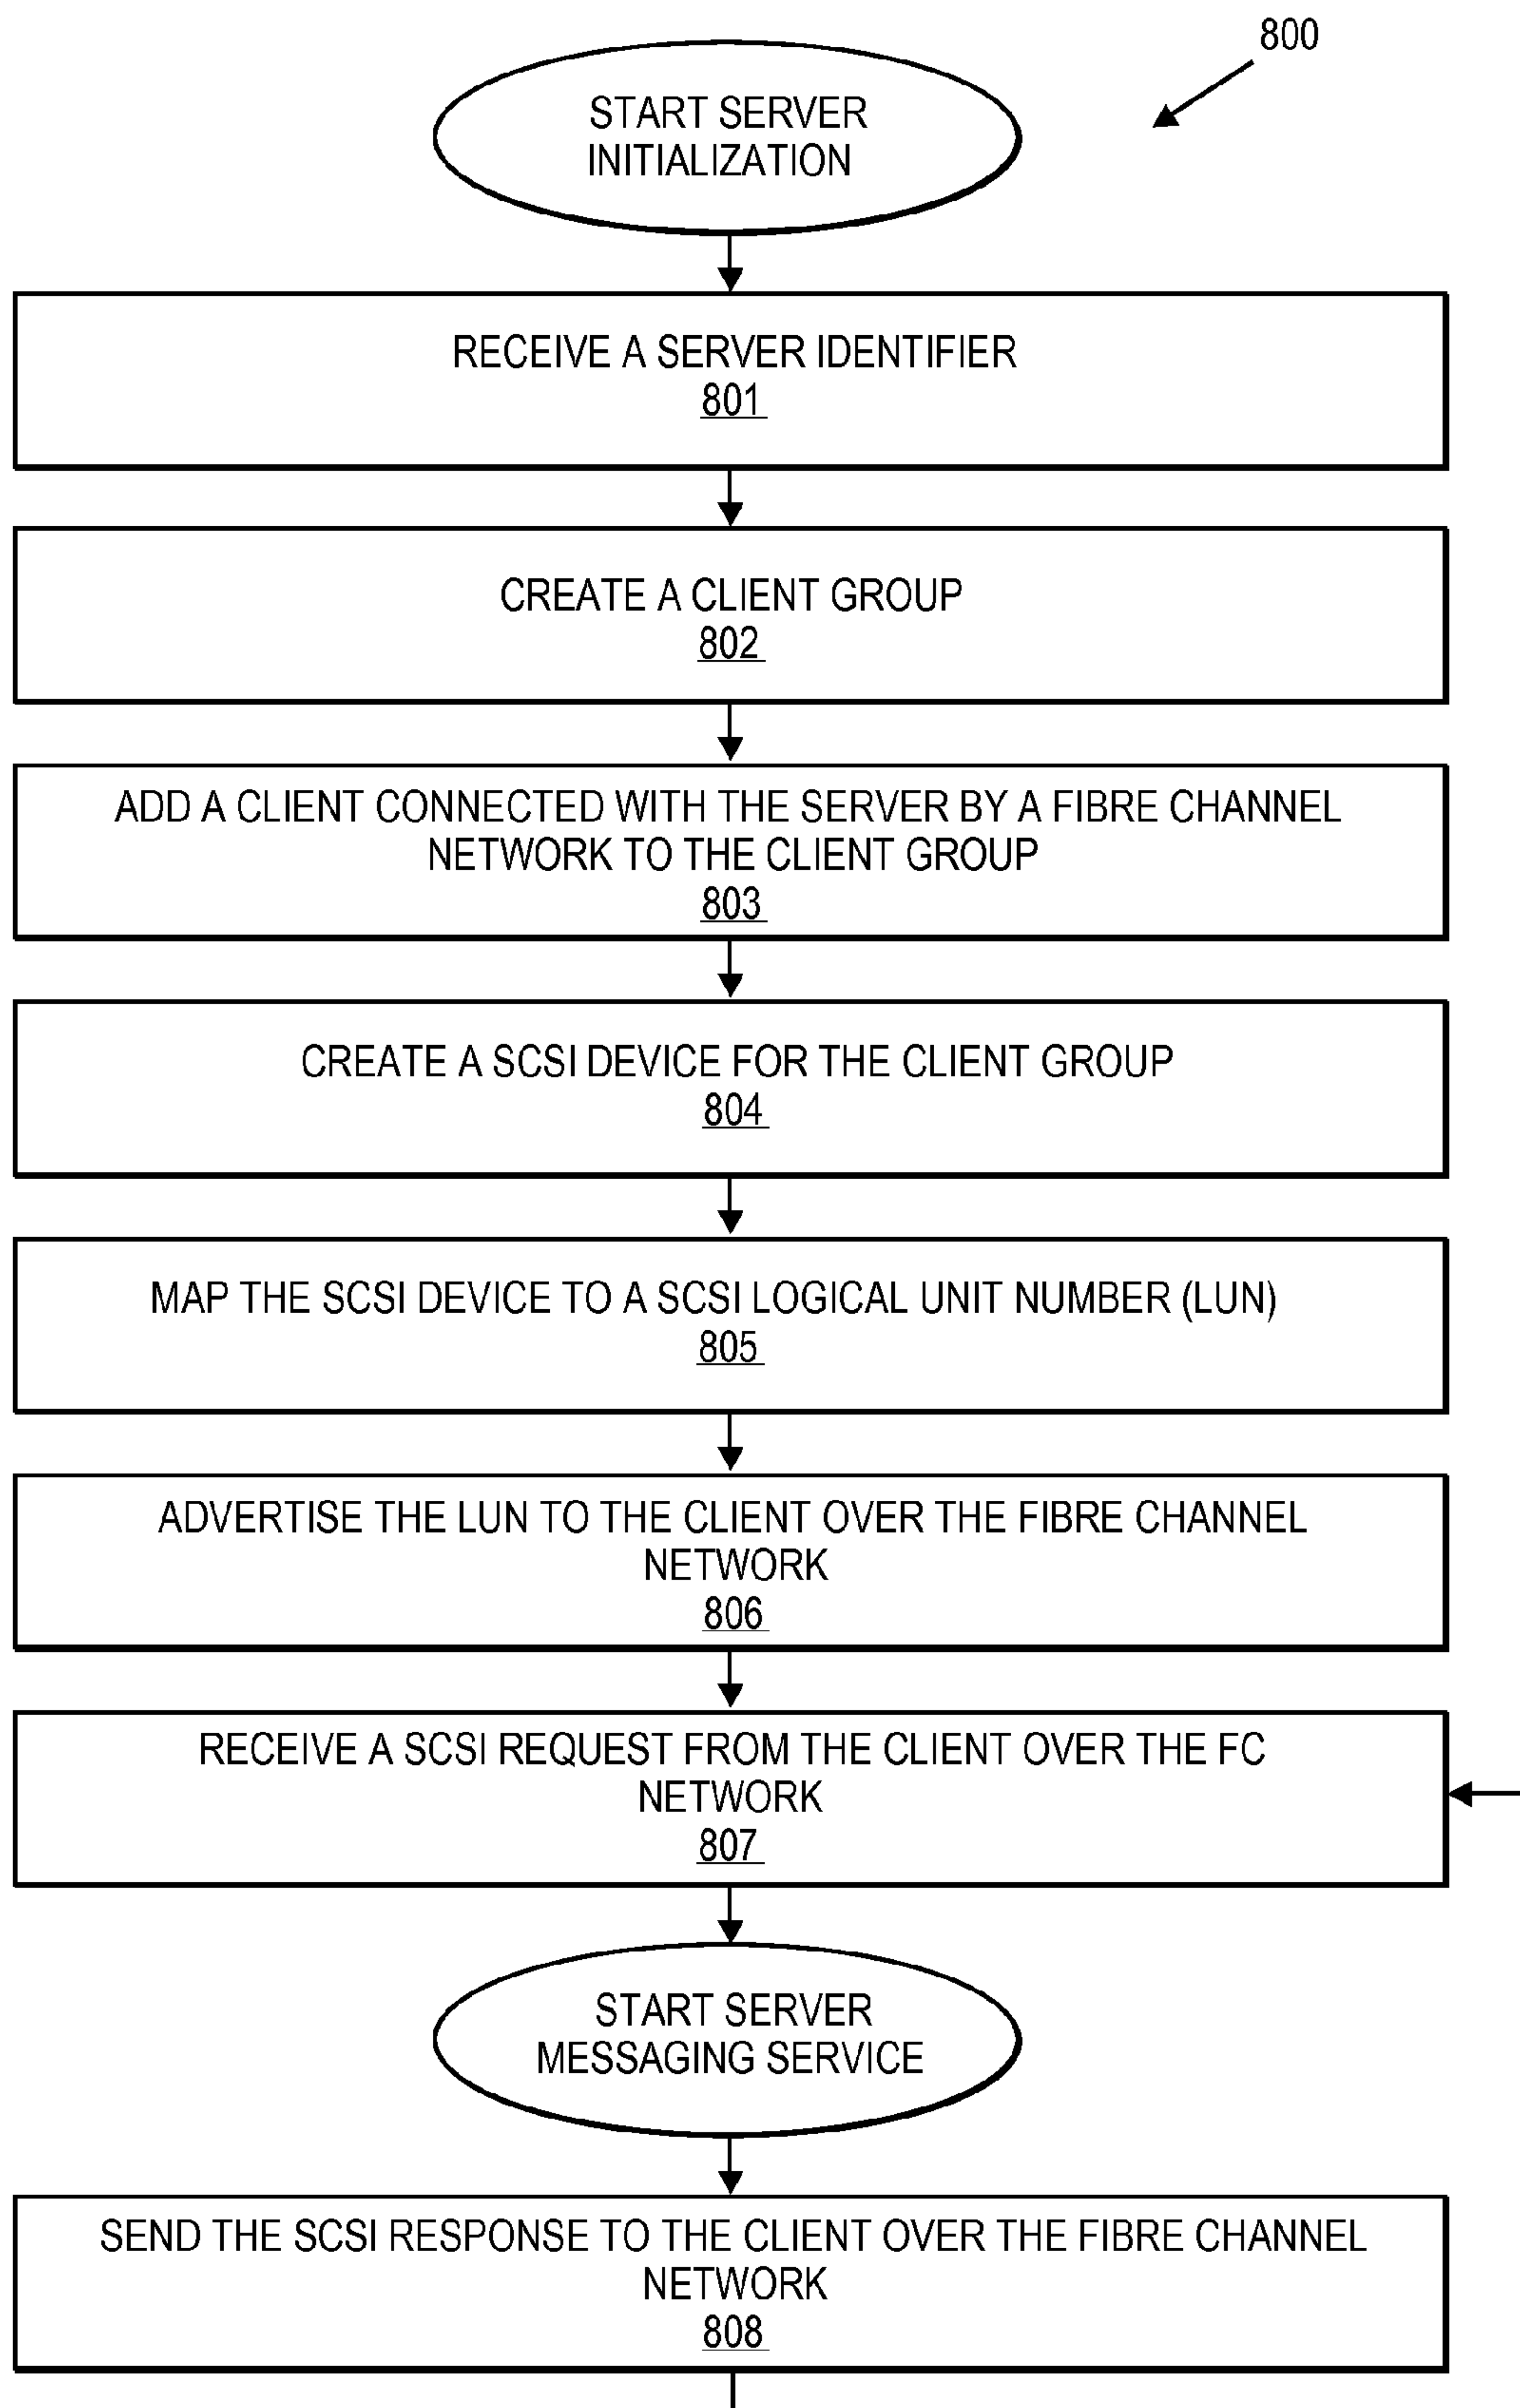 800
START SERVER
INITIALIZATION
RECEIVE A SERVER IDENTIFIER
801
CREATE A CLIENT GROUP
802
ADD A CLIENT CONNECTED WITH THE SERVER BY A FIBRE CHANNEL
NETWORK TO THE CLIENT GROUP
803
CREATE A SCSI DEVICE FOR THE CLIENT GROUP
804
MAP THE SCSI DEVICE TO A SCSI LOGICAL UNIT NUMBER (LUN)
805
ADVERTISE THE LUN TO THE CLIENT OVER THE FIBRE CHANNEL
NETWORK
806
RECEIVE A SCSI REQUEST FROM THE CLIENT OVER THE FC
NETWORK
807
START SERVER
MESSAGING SERVICE
SEND THE SCSI RESPONSE TO THE CLIENT OVER THE FIBRE CHANNEL
NETWORK
808